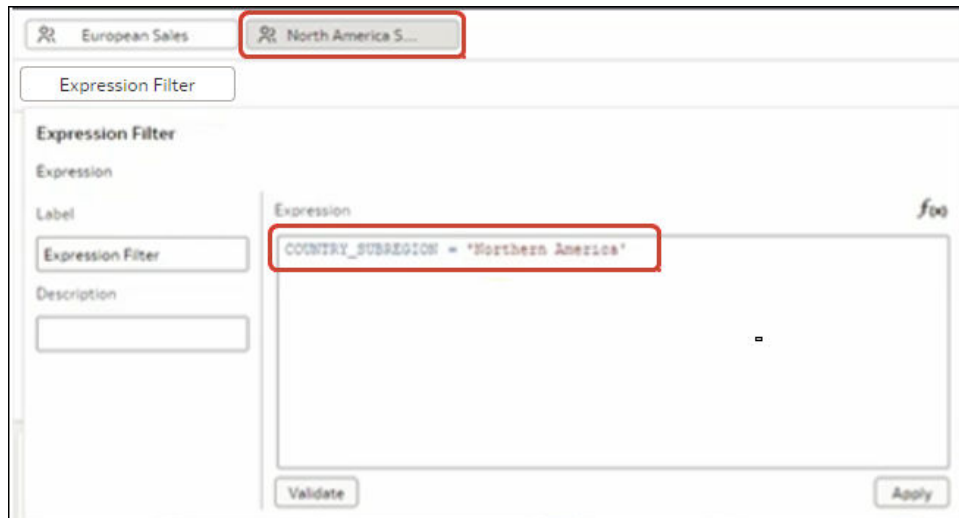 European Sales North America S...
Expression Filter
Expression Filter
Expression
Label Expression f(x)
Expression Filter COUNTRY_SUBREGION = 'Northern America'
Description
Validate Apply